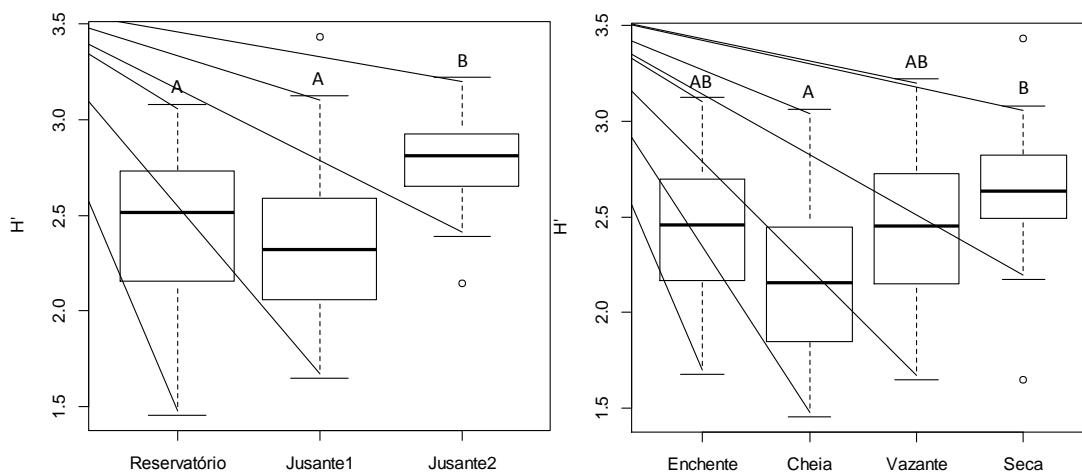 3.5
3.0
2.5
2.0
1.5
H'
A
A
B
Reservatório Jusante1 Jusante2
3.5
3.0
2.5
2.0
1.5
H'
AB
A
AB
B
Enchente Cheia Vazante Seca